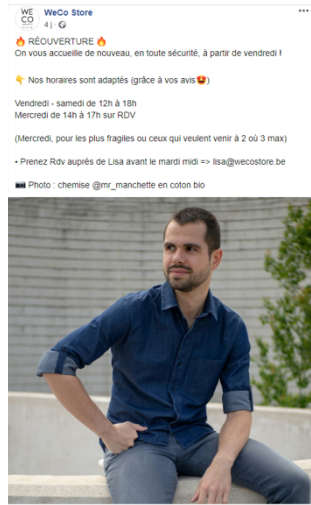 WE
CO
WeCo Store
4 j ·
🔥 RÉOUVERTURE 🔥
On vous accueille de nouveau, en toute sécurité, à partir de vendredi !
👇 Nos horaires sont adaptés (grâce à vos avis🤩)
Vendredi - samedi de 12h à 18h
Mercredi de 14h à 17h sur RDV
(Mercredi, pour les plus fragiles ou ceux qui veulent venir à 2 où 3 max)
• Prenez Rdv auprès de Lisa avant le mardi midi => lisa@wecostore.be
📷 Photo : chemise @mr_manchette en coton bio